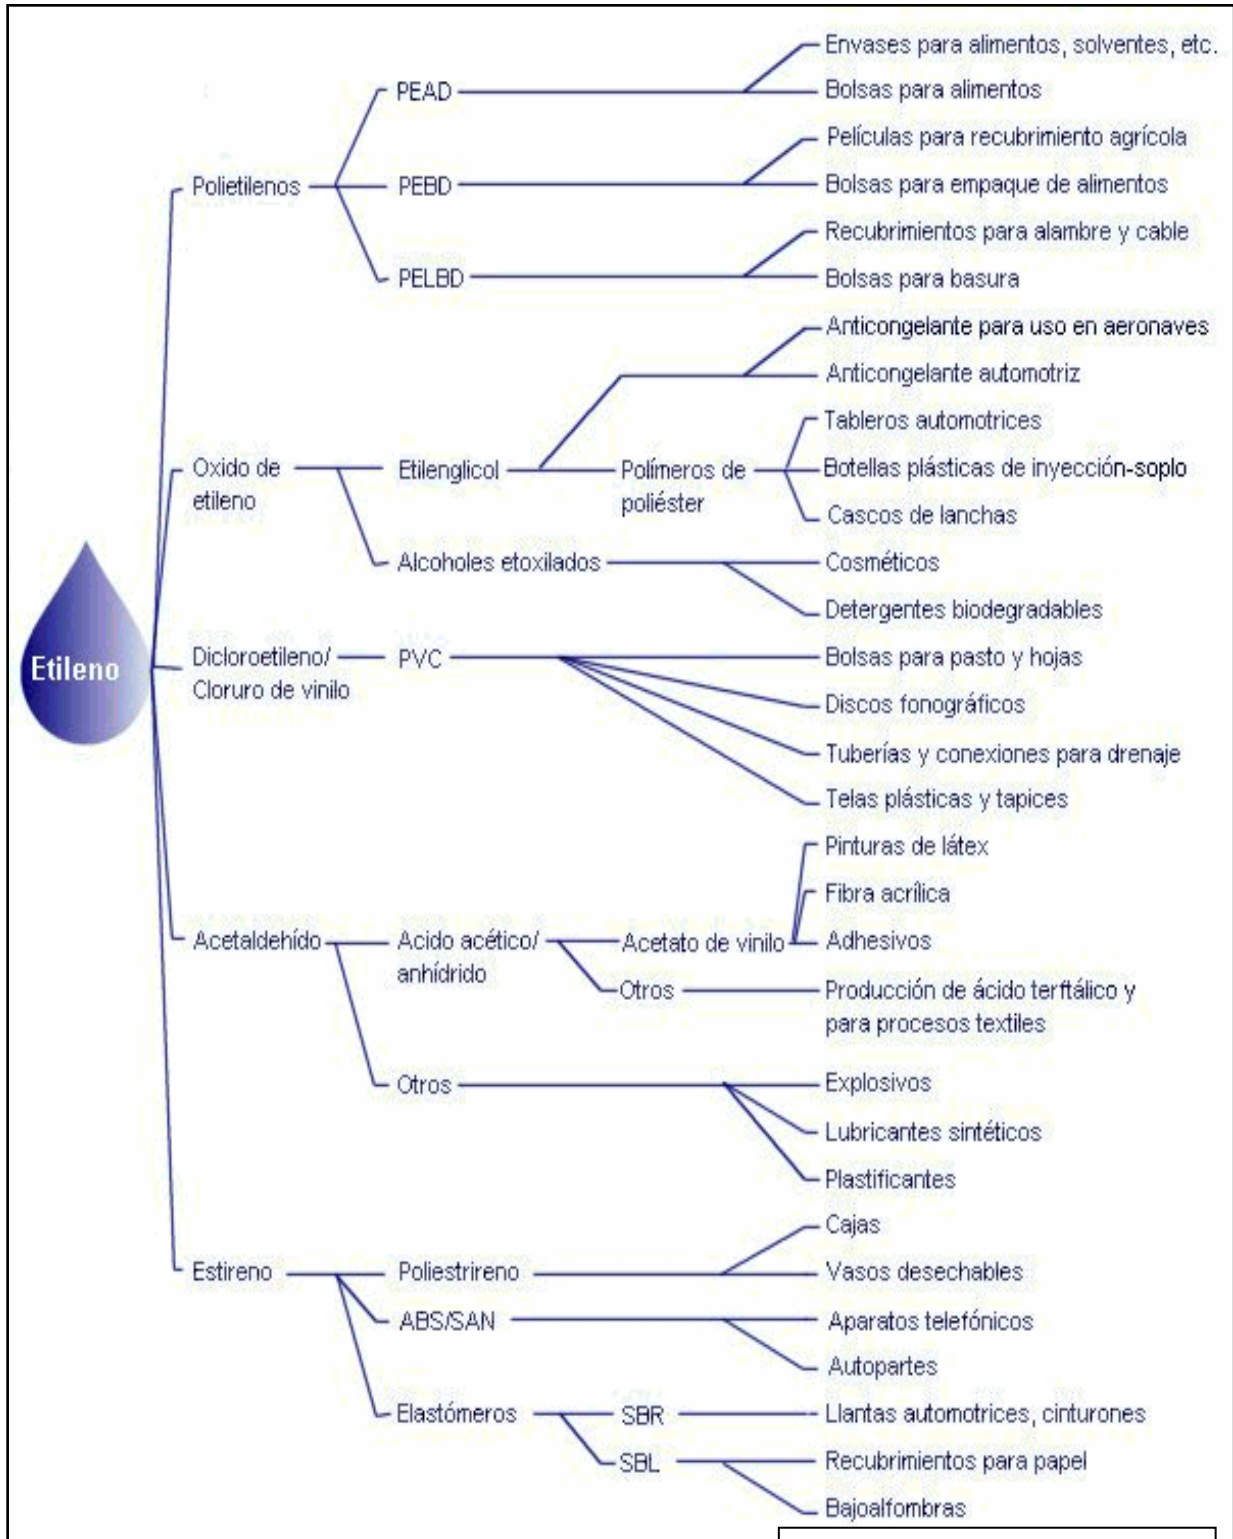 Envases para alimentos, solventes, etc.
PEAD
Bolsas para alimentos
Películas para recubrimiento agrícola
Polietilenos
PEBD
Bolsas para empaque de alimentos
Recubrimientos para alambre y cable
PELBD
Bolsas para basura
Anticongelante para uso en aeronaves
Anticongelante automotriz
Tableros automotrices
Oxido de
etileno
Etilenglicol
Polímeros de
poliéster
Botellas plásticas de inyección-soplo
Cascos de lanchas
Alcoholes etoxilados
Cosméticos
Detergentes biodegradables
Etileno
Dicloroetileno/
Cloruro de vinilo
PVC
Bolsas para pasto y hojas
Discos fonográficos
Tuberías y conexiones para drenaje
Telas plásticas y tapices
Pinturas de látex
Fibra acrílica
Acetaldehído
Acido acético/
anhídrido
Acetato de vinilo
Adhesivos
Otros
Producción de ácido terftálico y
para procesos textiles
Otros
Explosivos
Lubricantes sintéticos
Plastificantes
Cajas
Estireno
Poliestrireno
Vasos desechables
ABS/SAN
Aparatos telefónicos
Autopartes
Elastómeros
SBR
Llantas automotrices, cinturones
SBL
Recubrimientos para papel
Bajoalfombras